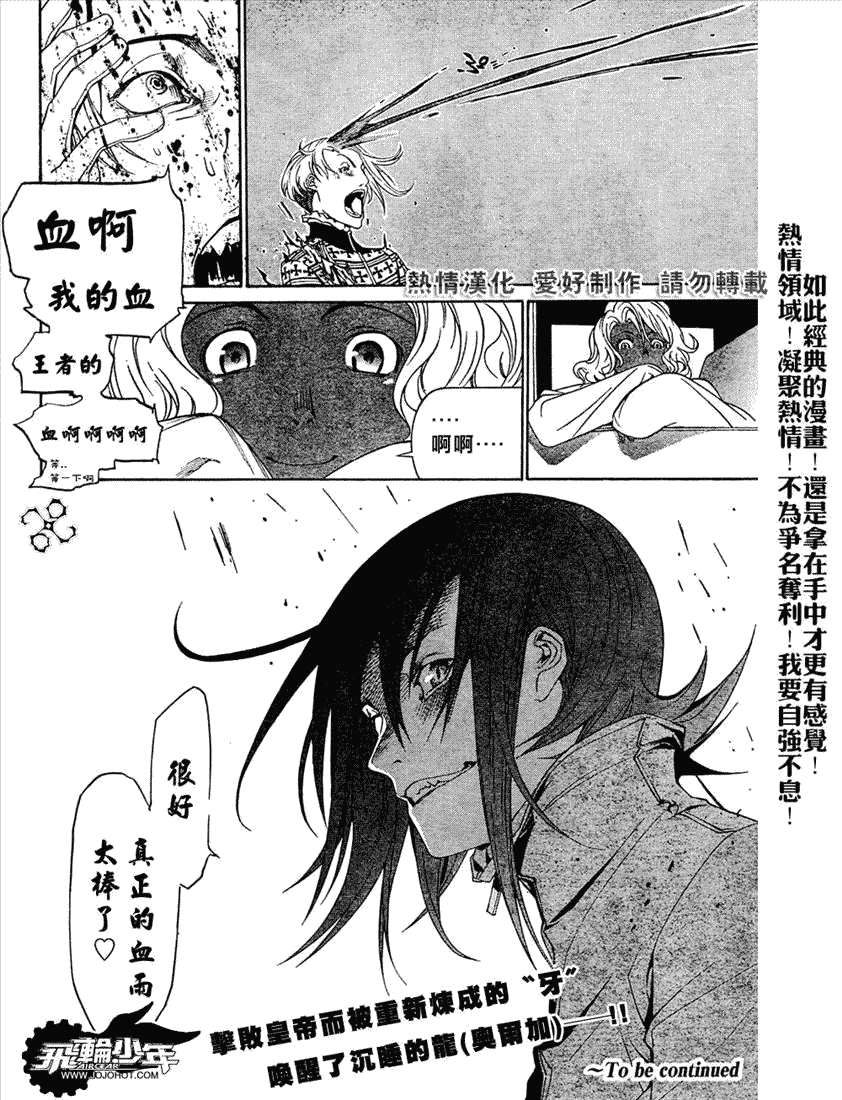 血啊
我的血
王者的
血啊啊啊啊
等..
等一下啊
熱情漢化 愛好制作 請勿轉載
....
啊啊....
如此經典的漫畫！還是拿在手中才更有感覺！
熱情領域！凝聚熱情！不為爭名奪利！我要自強不息！
很好
真正的血雨
太棒了♡
擊敗皇帝而被重新煉成的〝牙〞
喚醒了沉睡的龍(奧爾加)──!!
~To be continued
飛輪少年
AIRGEAR
WWW.JOJOHOT.COM